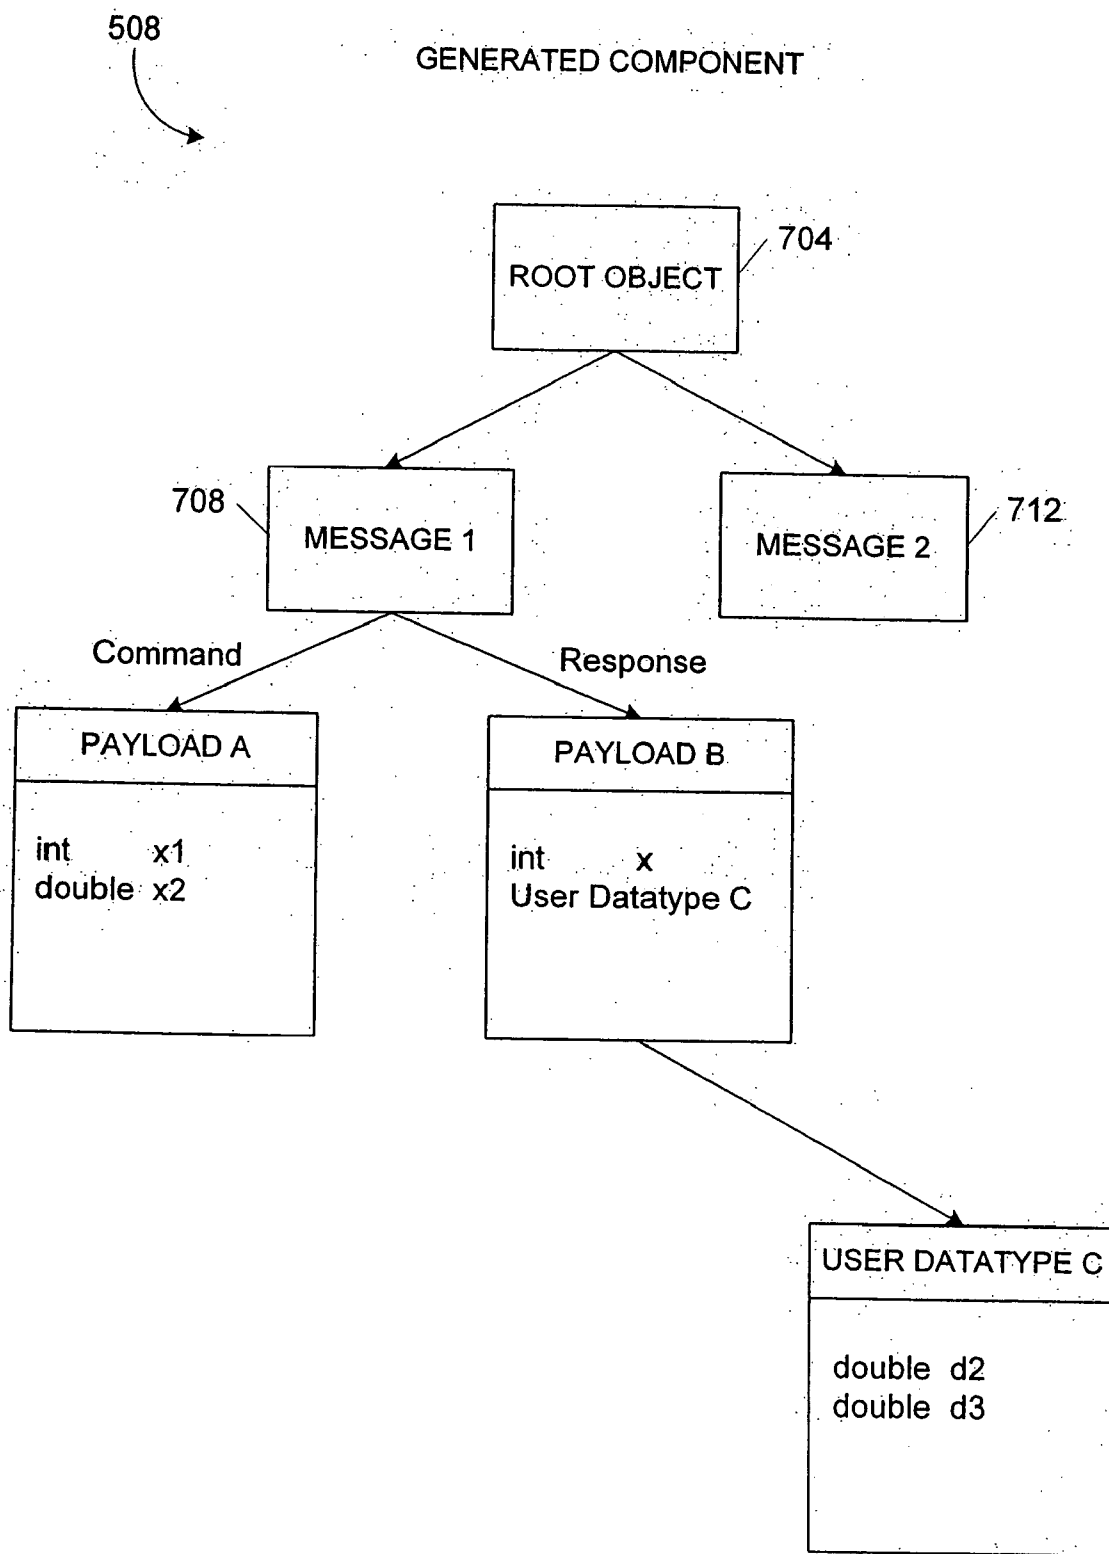 508
GENERATED COMPONENT
ROOT OBJECT
704
708
MESSAGE 1
MESSAGE 2
712
Command
Response
PAYLOAD A
int x1
double x2
PAYLOAD B
int x
User Datatype C
USER DATATYPE C
double d2
double d3